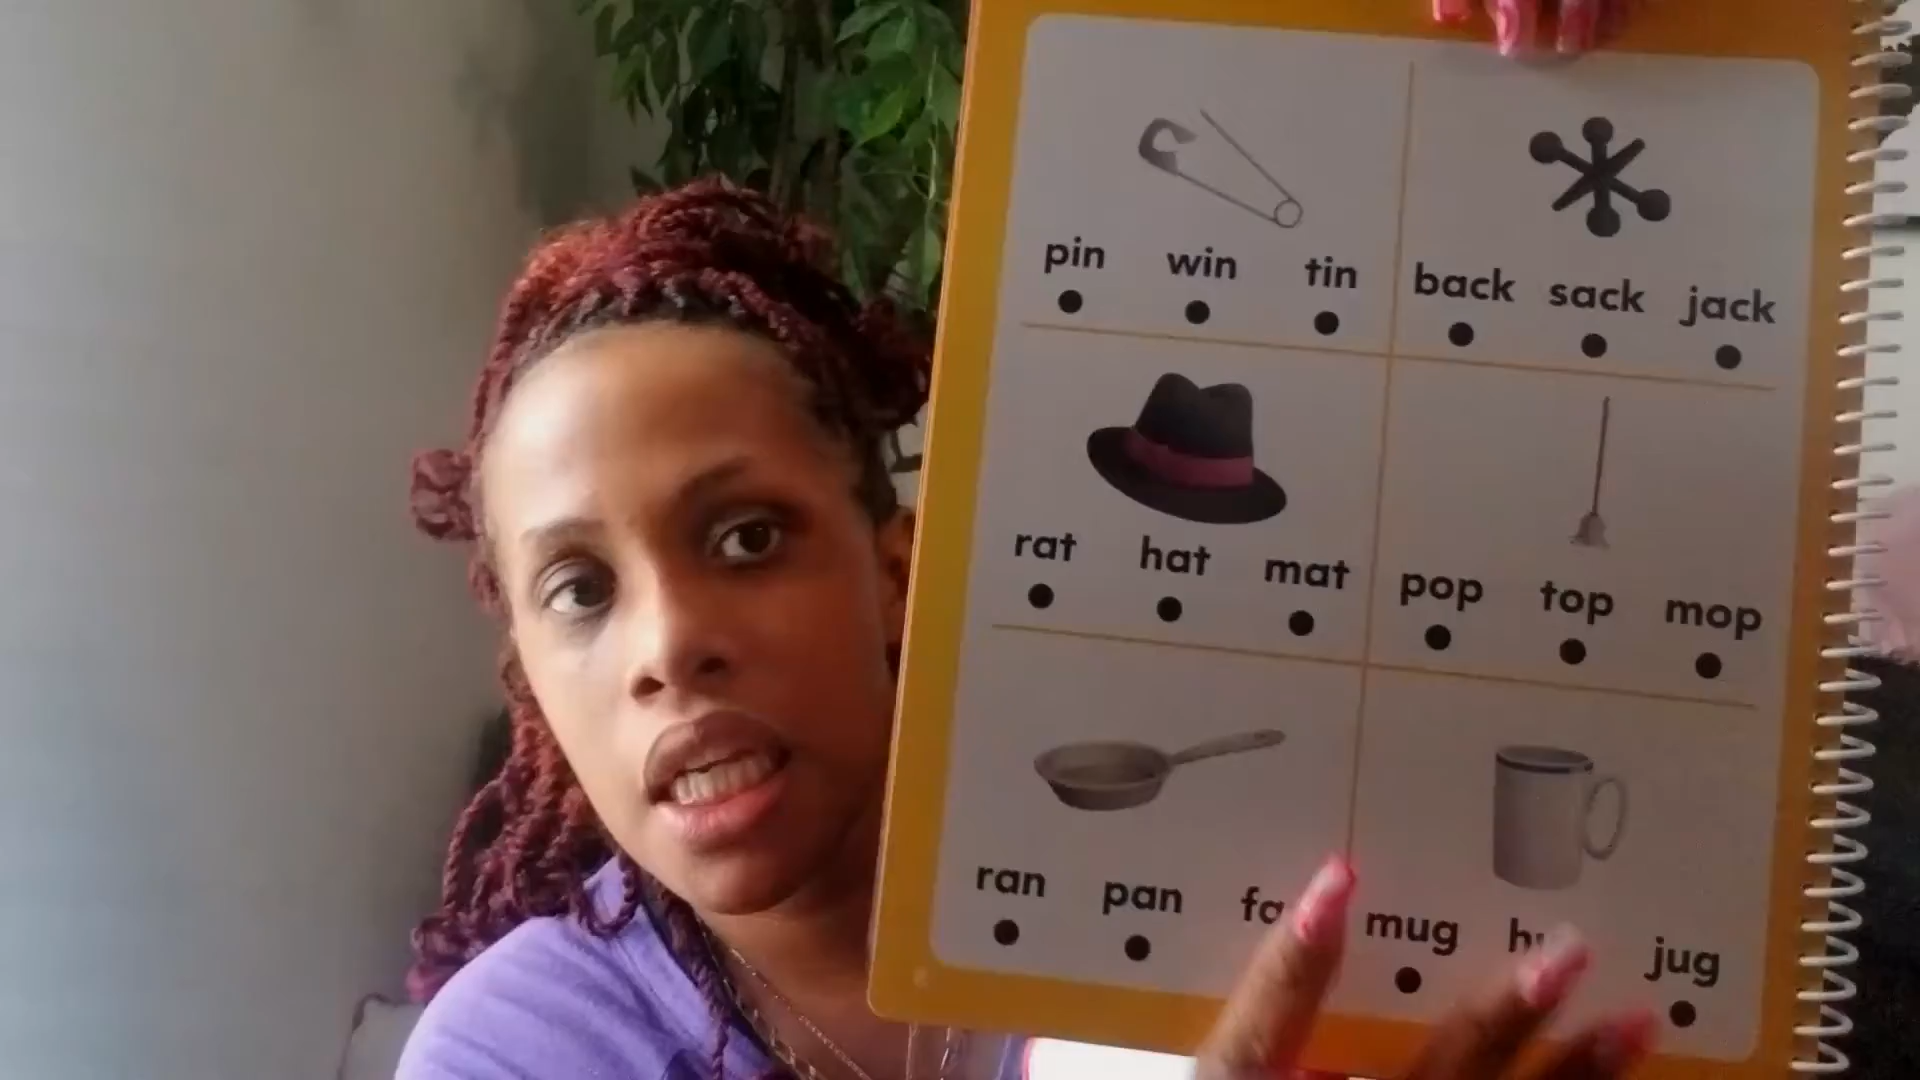 pin win tin
back sack jack
rat hat mat
pop top mop
ran pan
mug jug